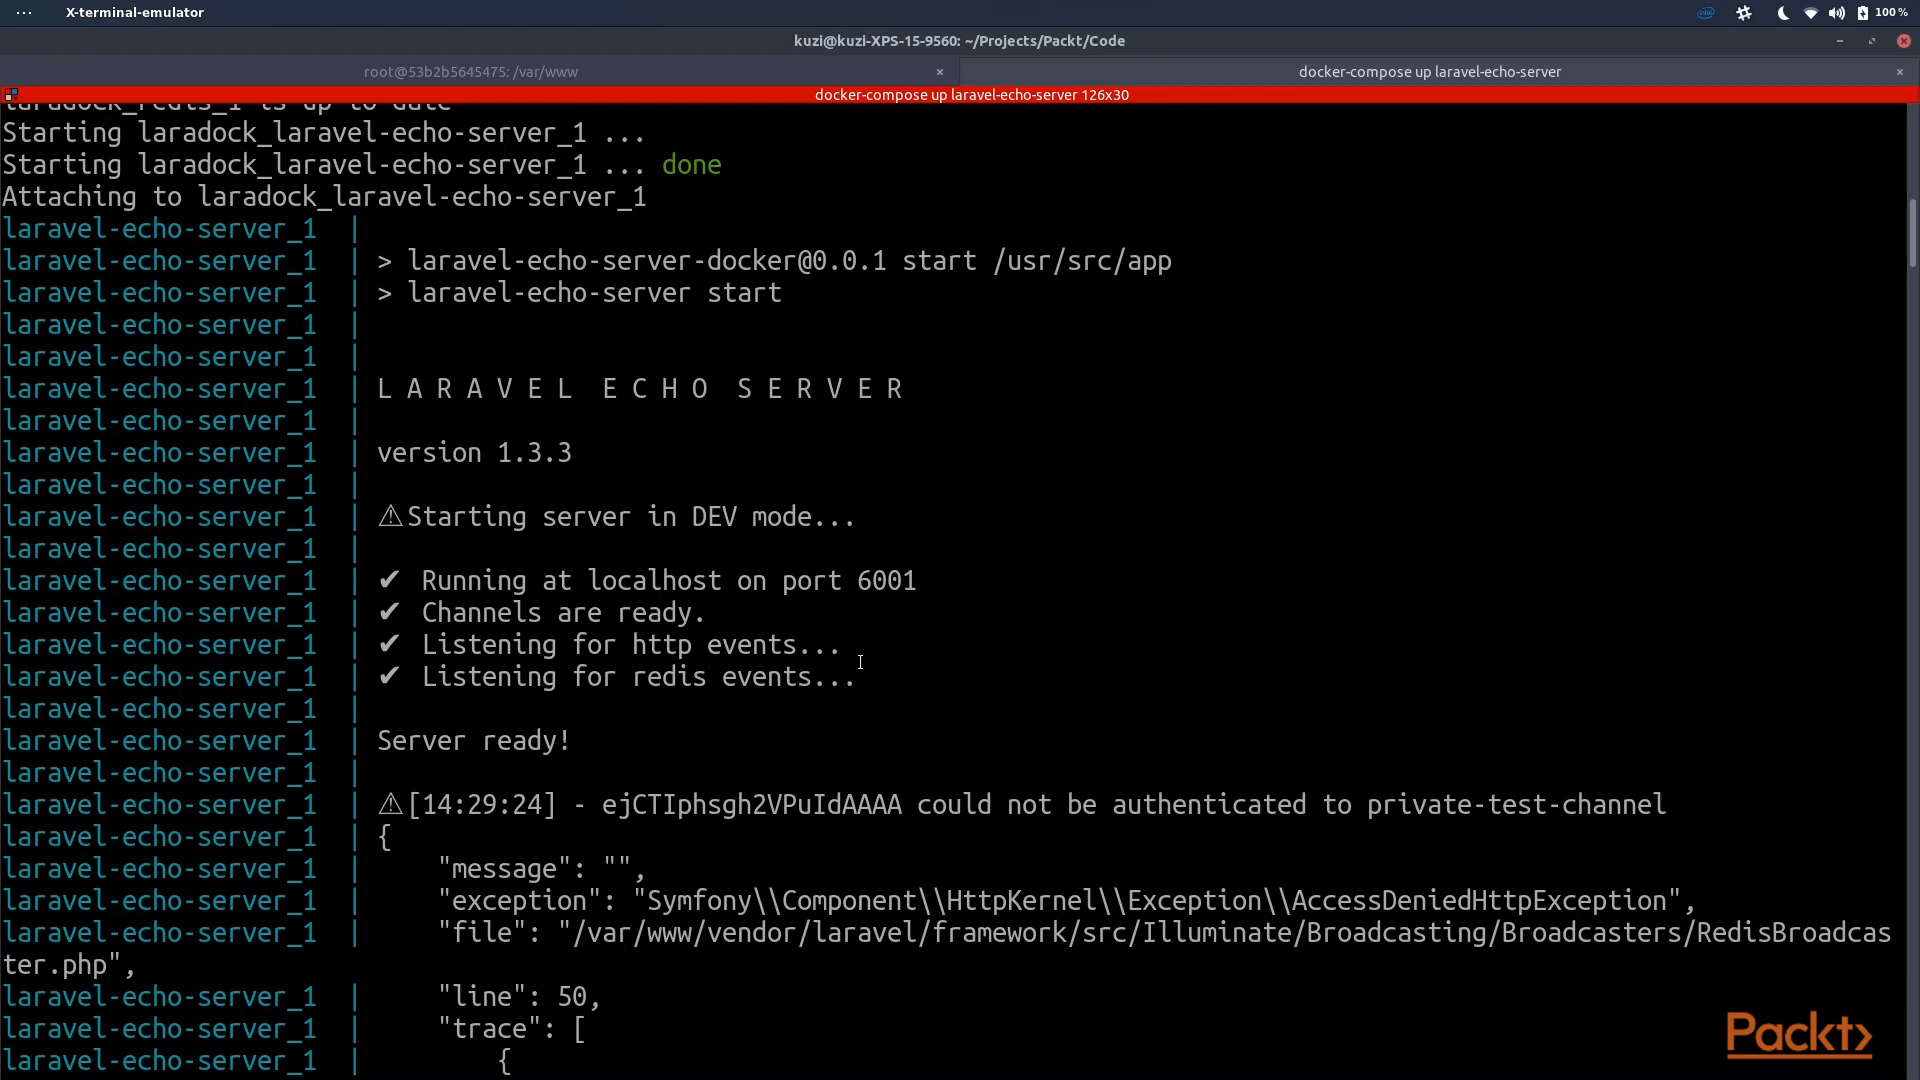 X-terminal-emulator
100 %
kuzi@kuzi-XPS-15-9560: ~/Projects/Packt/Code
root@53b2b5645475: /var/www
docker-compose up laravel-echo-server
docker-compose up laravel-echo-server 126x30
laradock_redis_1 is up to date
Starting laradock_laravel-echo-server_1 ...
Starting laradock_laravel-echo-server_1 ... done
Attaching to laradock_laravel-echo-server_1
laravel-echo-server_1 |
laravel-echo-server_1 | > laravel-echo-server-docker@0.0.1 start /usr/src/app
laravel-echo-server_1 | > laravel-echo-server start
laravel-echo-server_1 |
laravel-echo-server_1 |
laravel-echo-server_1 | L A R A V E L  E C H O  S E R V E R
laravel-echo-server_1 |
laravel-echo-server_1 | version 1.3.3
laravel-echo-server_1 |
laravel-echo-server_1 | ⚠Starting server in DEV mode...
laravel-echo-server_1 |
laravel-echo-server_1 | ✔ Running at localhost on port 6001
laravel-echo-server_1 | ✔ Channels are ready.
laravel-echo-server_1 | ✔ Listening for http events...
laravel-echo-server_1 | ✔ Listening for redis events...
laravel-echo-server_1 |
laravel-echo-server_1 | Server ready!
laravel-echo-server_1 |
laravel-echo-server_1 | ⚠[14:29:24] - ejCTIphsgh2VPuIdAAAA could not be authenticated to private-test-channel
laravel-echo-server_1 | {
laravel-echo-server_1 |     "message": "",
laravel-echo-server_1 |     "exception": "Symfony\\Component\\HttpKernel\\Exception\\AccessDeniedHttpException",
laravel-echo-server_1 |     "file": "/var/www/vendor/laravel/framework/src/Illuminate/Broadcasting/Broadcasters/RedisBroadcas
ter.php",
laravel-echo-server_1 |     "line": 50,
laravel-echo-server_1 |     "trace": [
laravel-echo-server_1 |         {
Packt>